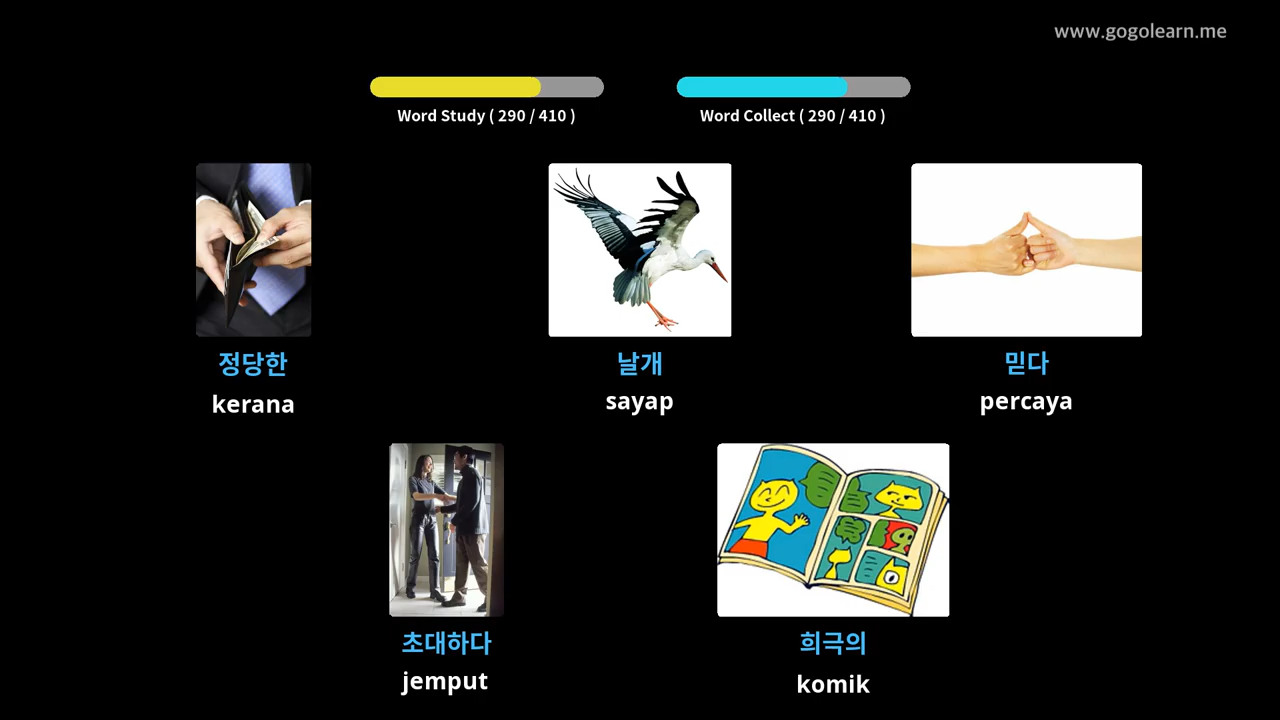 www.gogolearn.me
Word Study ( 290 / 410 )
Word Collect ( 290 / 410 )
정당한
kerana
날개
sayap
믿다
percaya
초대하다
jemput
희극의
komik